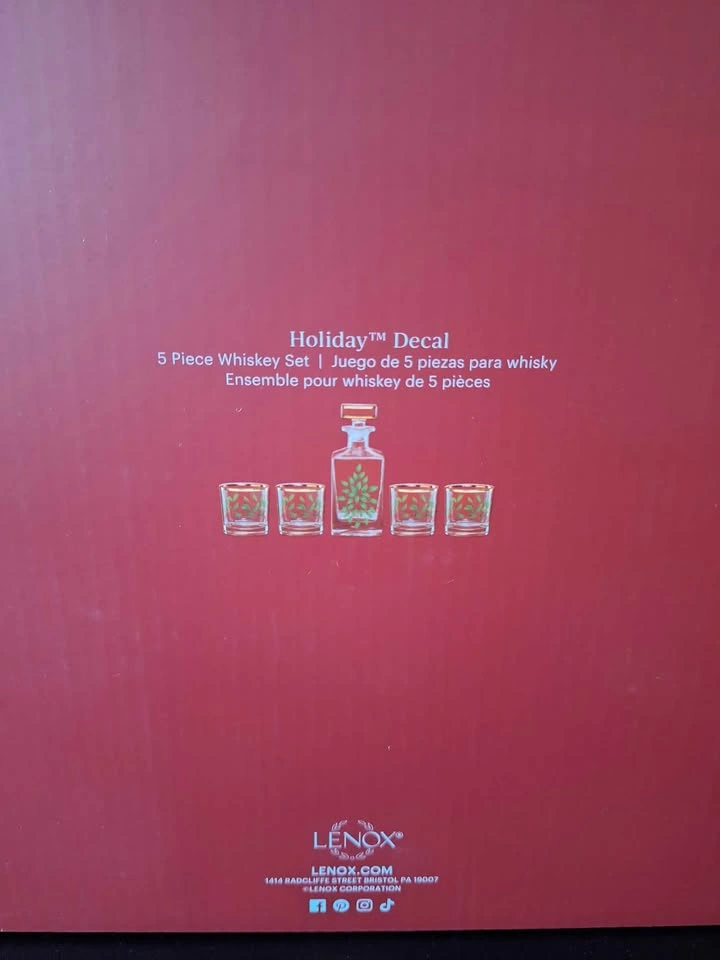 Holiday™ Decal
5 Piece Whiskey Set | Juego de 5 piezas para whisky
Ensemble pour whiskey de 5 pièces
LENOX®
LENOX.COM
1414 RADCLIFFE STREET BRISTOL PA 19007
©LENOX CORPORATION